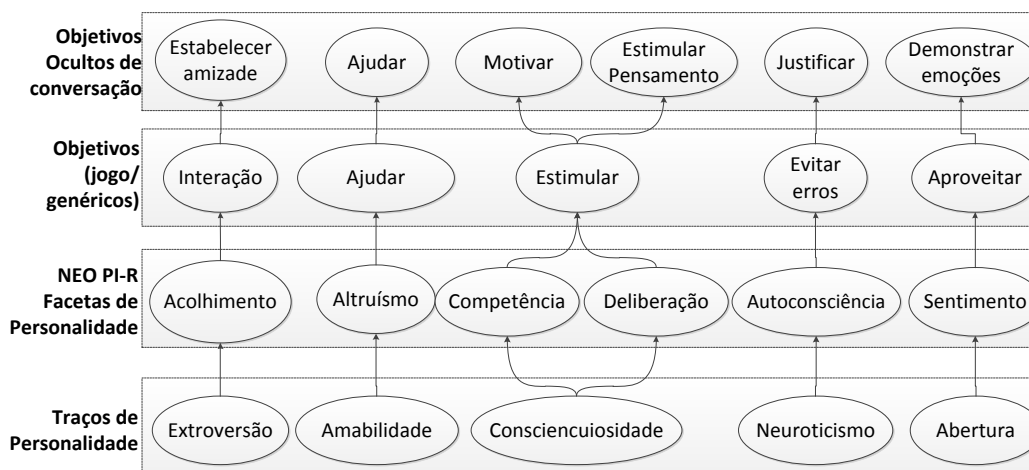 Objetivos
Ocultos de
conversação
Estabelecer
amizade
Ajudar
Motivar
Estimular
Pensamento
Justificar
Demonstrar
emoções
Objetivos
(jogo/
genéricos)
Interação
Ajudar
Estimular
Evitar
erros
Aproveitar
NEO PI-R
Facetas de
Personalidade
Acolhimento
Altruísmo
Competência
Deliberação
Autoconsciência
Sentimento
Traços de
Personalidade
Extroversão
Amabilidade
Consciencuiosidade
Neuroticismo
Abertura